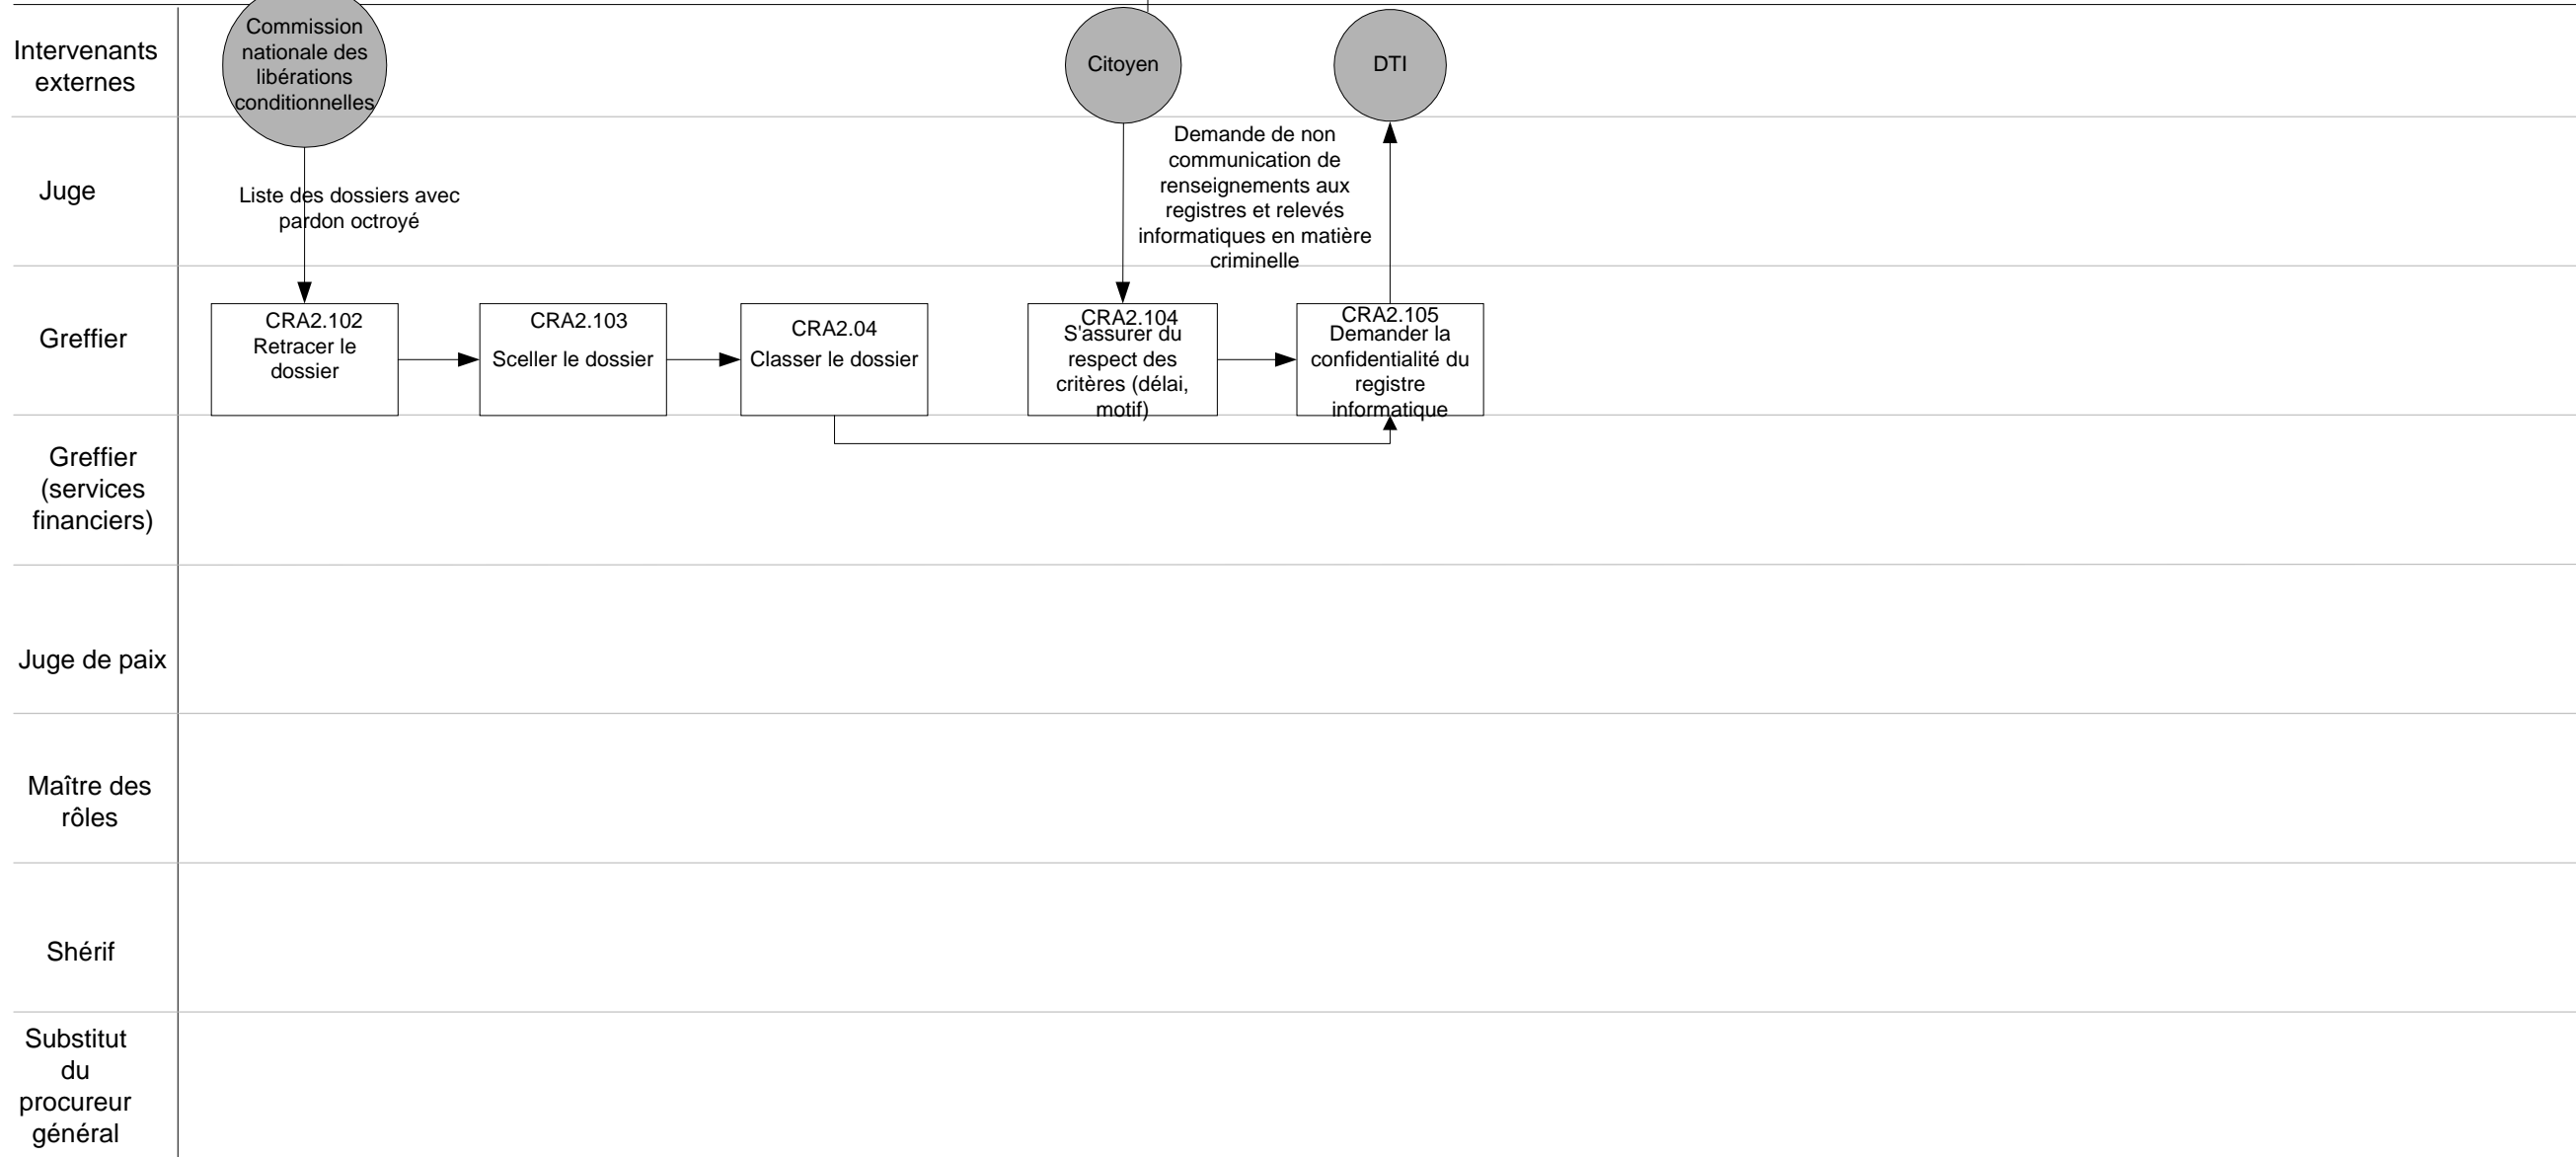 Intervenants
externes
Commission
nationale des
libérations
conditionnelles
Citoyen
DTI
Juge
Liste des dossiers avec
pardon octroyé
Demande de non
communication de
renseignements aux
registres et relevés
informatiques en matière
criminelle
Greffier
CRA2.102
Retracer le
dossier
CRA2.103
Sceller le dossier
CRA2.04
Classer le dossier
CRA2.104
S'assurer du
respect des
critères (délai,
motif)
CRA2.105
Demander la
confidentialité du
registre
informatique
Greffier
(services
financiers)
Juge de paix
Maître des
rôles
Shérif
Substitut
du
procureur
général